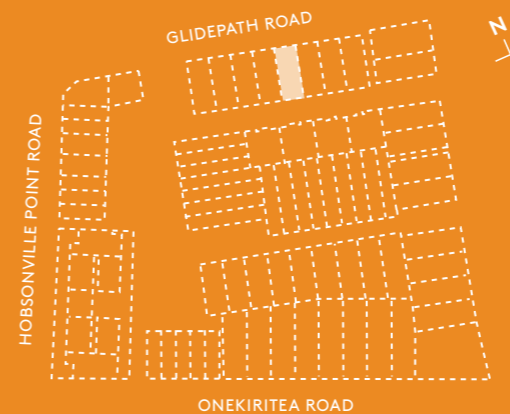 GLIDEPATH ROAD
N
HOBSONVILLE POINT ROAD
ONEKIRITEA ROAD